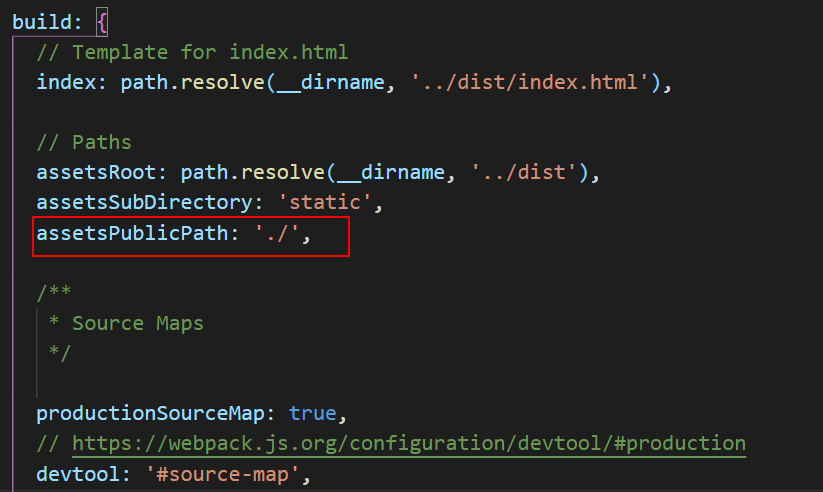 build: {
// Template for index.html
index: path.resolve(__dirname, '../dist/index.html'),
// Paths
assetsRoot: path.resolve(__dirname, '../dist'),
assetsSubDirectory: 'static',
assetsPublicPath: './',
/**
* Source Maps
*/
productionSourceMap: true,
// https://webpack.js.org/configuration/devtool/#production
devtool: '#source-map',